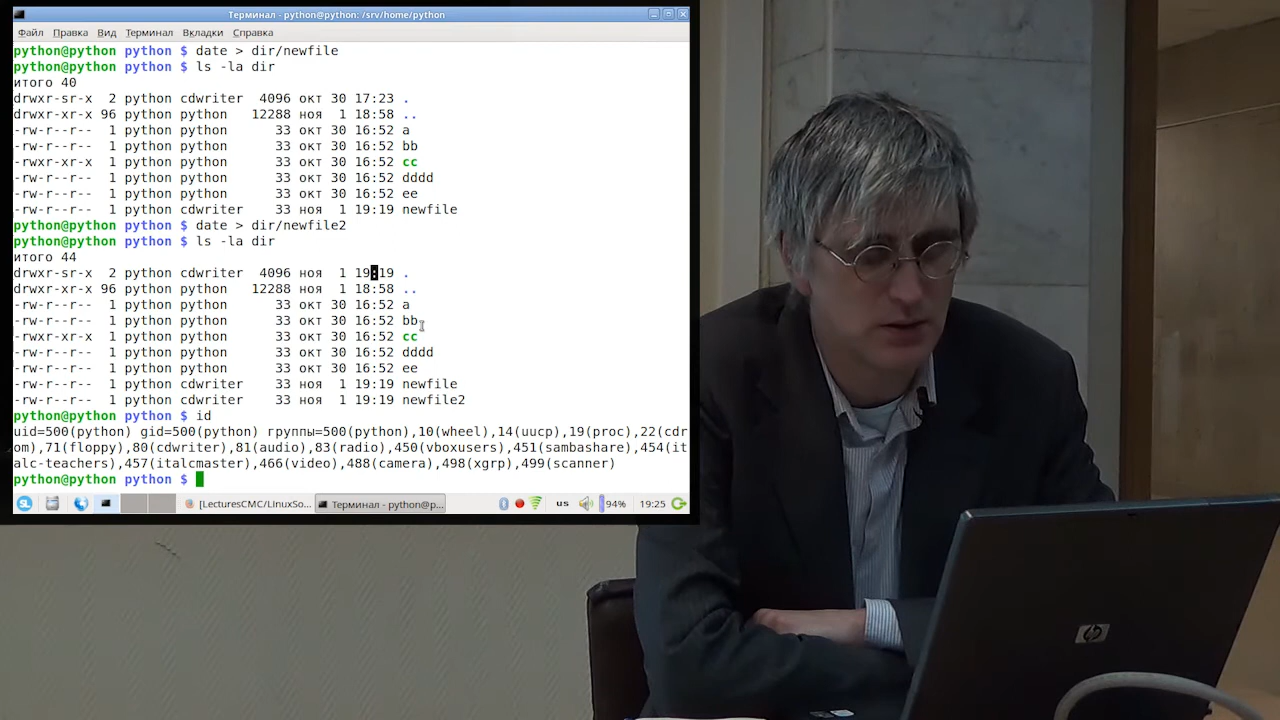 Терминал - python@python: /srv/home/python
Файл Правка Вид Терминал Вкладки Справка
python@python python $ date > dir/newfile
python@python python $ ls -la dir
итого 40
drwxr-sr-x 2 python cdwriter 4096 окт 30 17:23 .
drwxr-xr-x 96 python python 12288 ноя 1 18:58 ..
-rw-r--r-- 1 python python 33 окт 30 16:52 a
-rw-r--r-- 1 python python 33 окт 30 16:52 bb
-rwxr-xr-x 1 python python 33 окт 30 16:52 cc
-rw-r--r-- 1 python python 33 окт 30 16:52 dddd
-rw-r--r-- 1 python python 33 окт 30 16:52 ee
-rw-r--r-- 1 python cdwriter 33 ноя 1 19:19 newfile
python@python python $ date > dir/newfile2
python@python python $ ls -la dir
итого 44
drwxr-sr-x 2 python cdwriter 4096 ноя 1 19:19 .
drwxr-xr-x 96 python python 12288 ноя 1 18:58 ..
-rw-r--r-- 1 python python 33 окт 30 16:52 a
-rw-r--r-- 1 python python 33 окт 30 16:52 bb
-rwxr-xr-x 1 python python 33 окт 30 16:52 cc
-rw-r--r-- 1 python python 33 окт 30 16:52 dddd
-rw-r--r-- 1 python python 33 окт 30 16:52 ee
-rw-r--r-- 1 python cdwriter 33 ноя 1 19:19 newfile
-rw-r--r-- 1 python cdwriter 33 ноя 1 19:19 newfile2
python@python python $ id
uid=500(python) gid=500(python) группы=500(python),10(wheel),14(uucp),19(proc),22(cdr
om),71(floppy),80(cdwriter),81(audio),83(radio),450(vboxusers),451(sambashare),454(it
alc-teachers),457(italcmaster),466(video),488(camera),498(xgrp),499(scanner)
python@python python $
[LecturesCMC/LinuxSo... Терминал - python@p... us 94% 19:25
hp